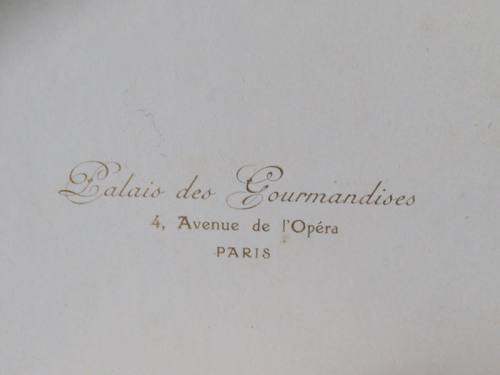 Palais des Gourmandises
4, Avenue de l'Opéra
PARIS